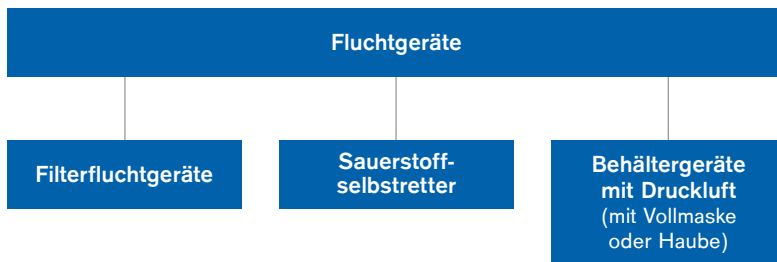 Fluchtgeräte
Filterfluchtgeräte
Sauerstoff-
selbstretter
Behältergeräte
mit Druckluft
(mit Vollmaske
oder Haube)